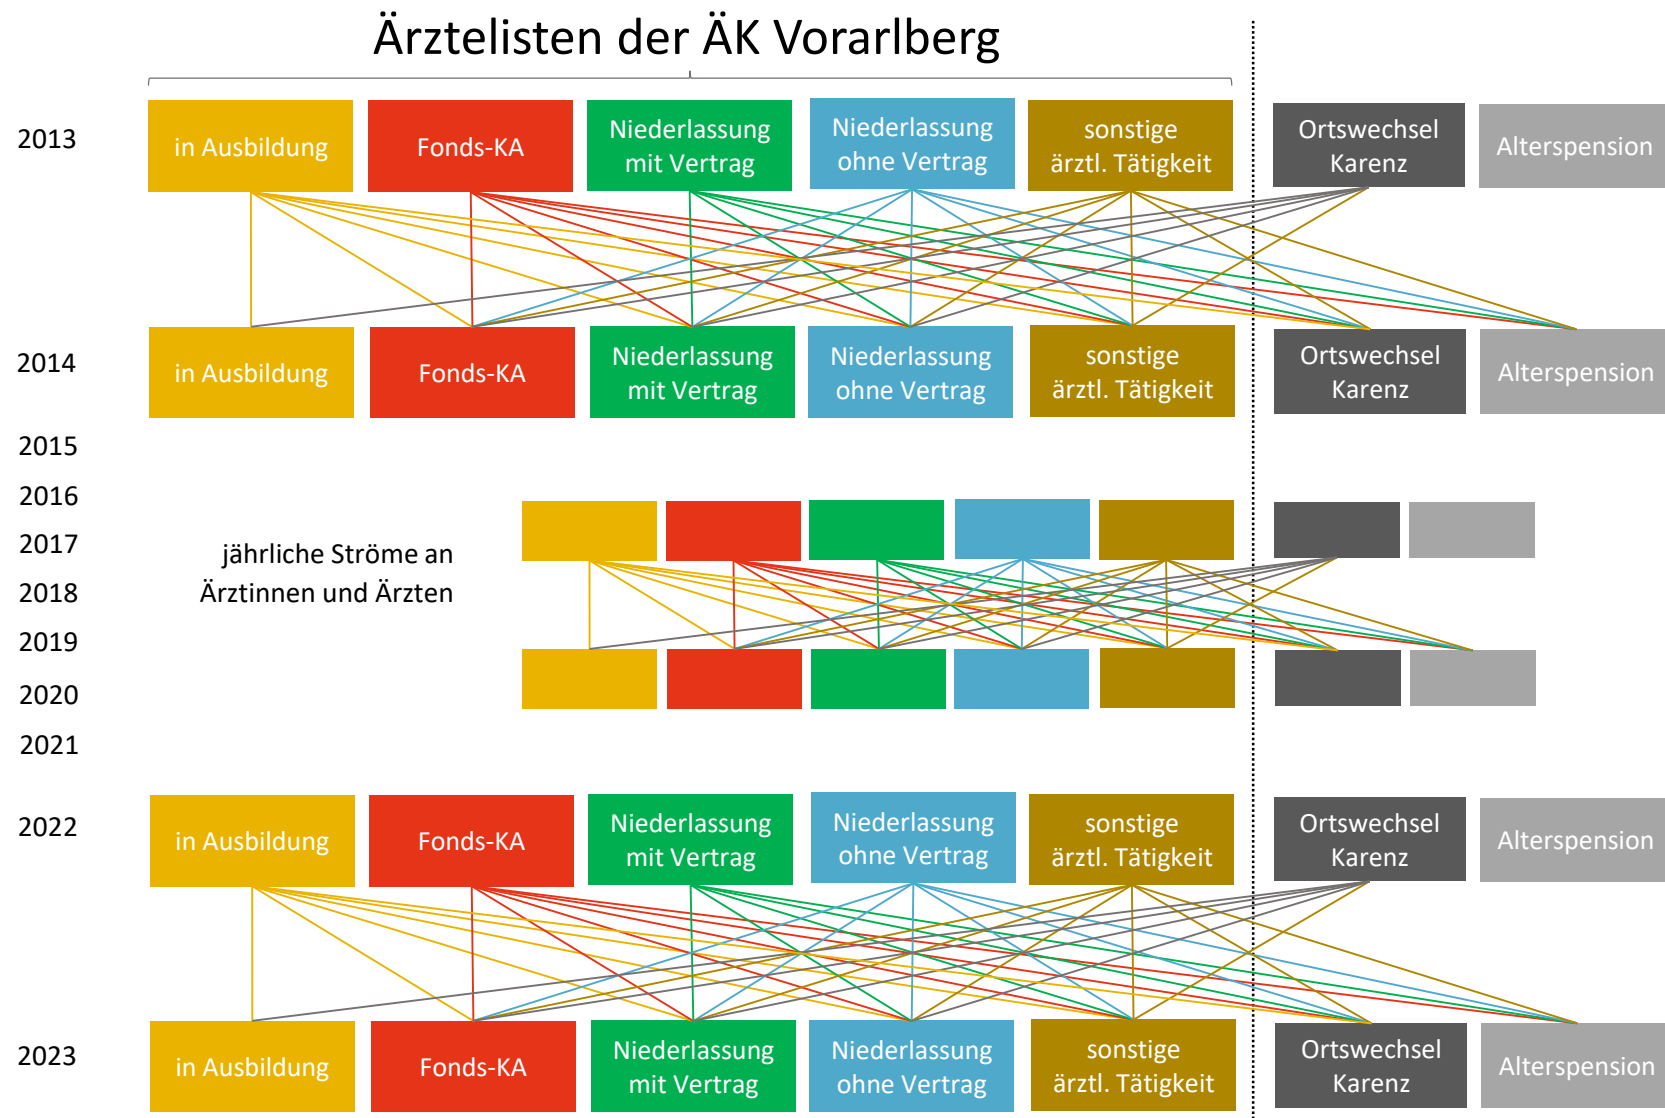 Ärztelisten der ÄK Vorarlberg
2013
in Ausbildung
Fonds-KA
Niederlassung
mit Vertrag
Niederlassung
ohne Vertrag
sonstige
ärztl. Tätigkeit
Ortswechsel
Karenz
Alterspension
2014
in Ausbildung
Fonds-KA
Niederlassung
mit Vertrag
Niederlassung
ohne Vertrag
sonstige
ärztl. Tätigkeit
Ortswechsel
Karenz
Alterspension
2015
2016
2017
2018
2019
2020
2021
jährliche Ströme an
Ärztinnen und Ärzten
2022
in Ausbildung
Fonds-KA
Niederlassung
mit Vertrag
Niederlassung
ohne Vertrag
sonstige
ärztl. Tätigkeit
Ortswechsel
Karenz
Alterspension
2023
in Ausbildung
Fonds-KA
Niederlassung
mit Vertrag
Niederlassung
ohne Vertrag
sonstige
ärztl. Tätigkeit
Ortswechsel
Karenz
Alterspension